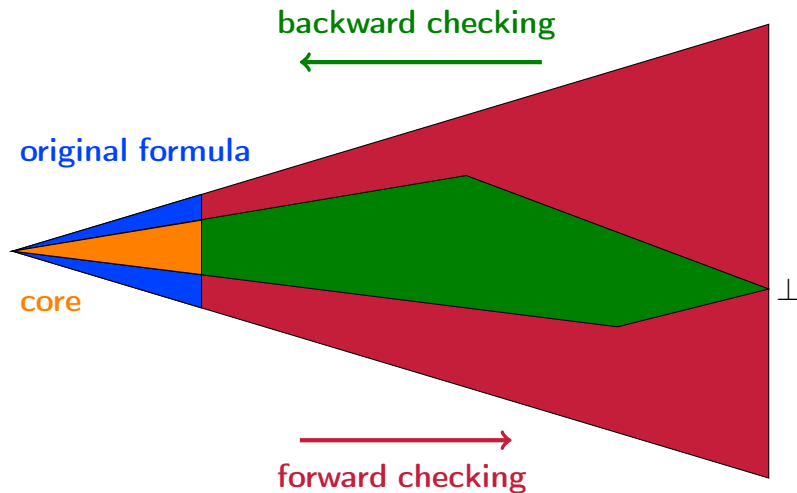 backward checking
original formula
core
⊥
forward checking